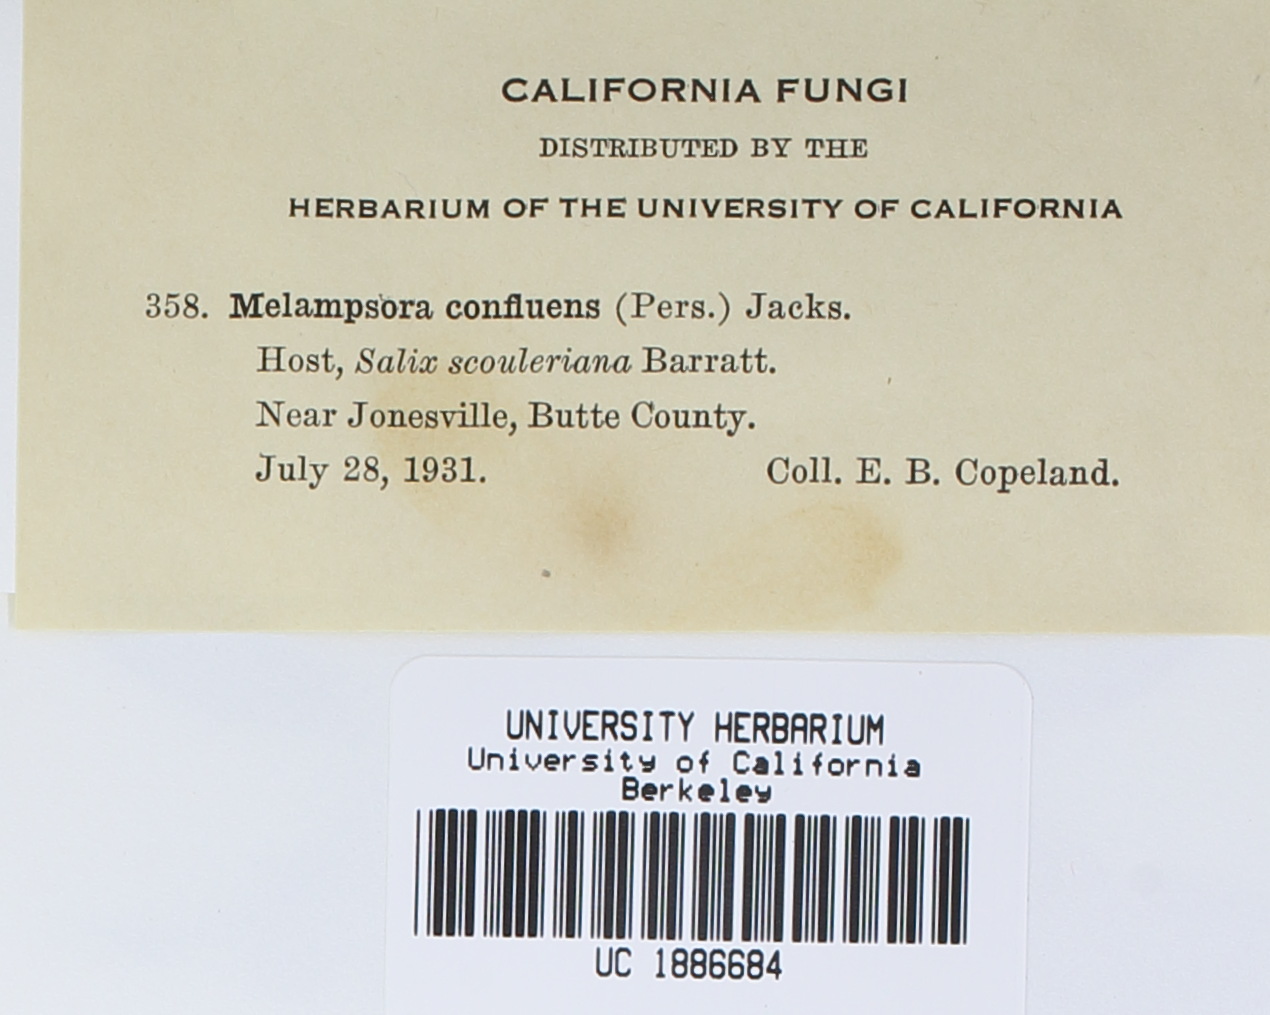 CALIFORNIA FUNGI
DISTRIBUTED BY THE
HERBARIUM OF THE UNIVERSITY OF CALIFORNIA
358. Melampsora confluens (Pers.) Jacks.
Host, Salix scouleriana Barratt.
Near Jonesville, Butte County.
July 28, 1931. Coll. E. B. Copeland.
UNIVERSITY HERBARIUM
University of California
Berkeley
UC 1886684